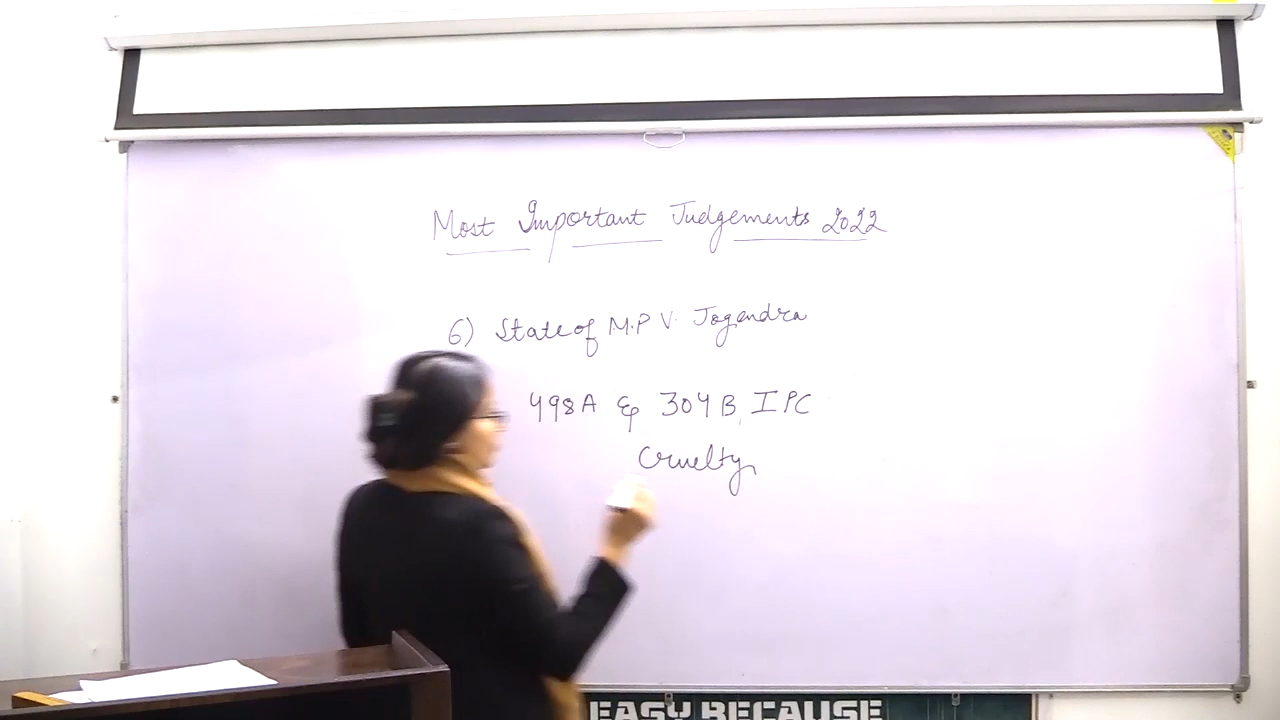 Most Important Judgements 2022
6) State of M.P V. Jogendra
498A & 304B, IPC
Cruelty
EASY BECAUSE